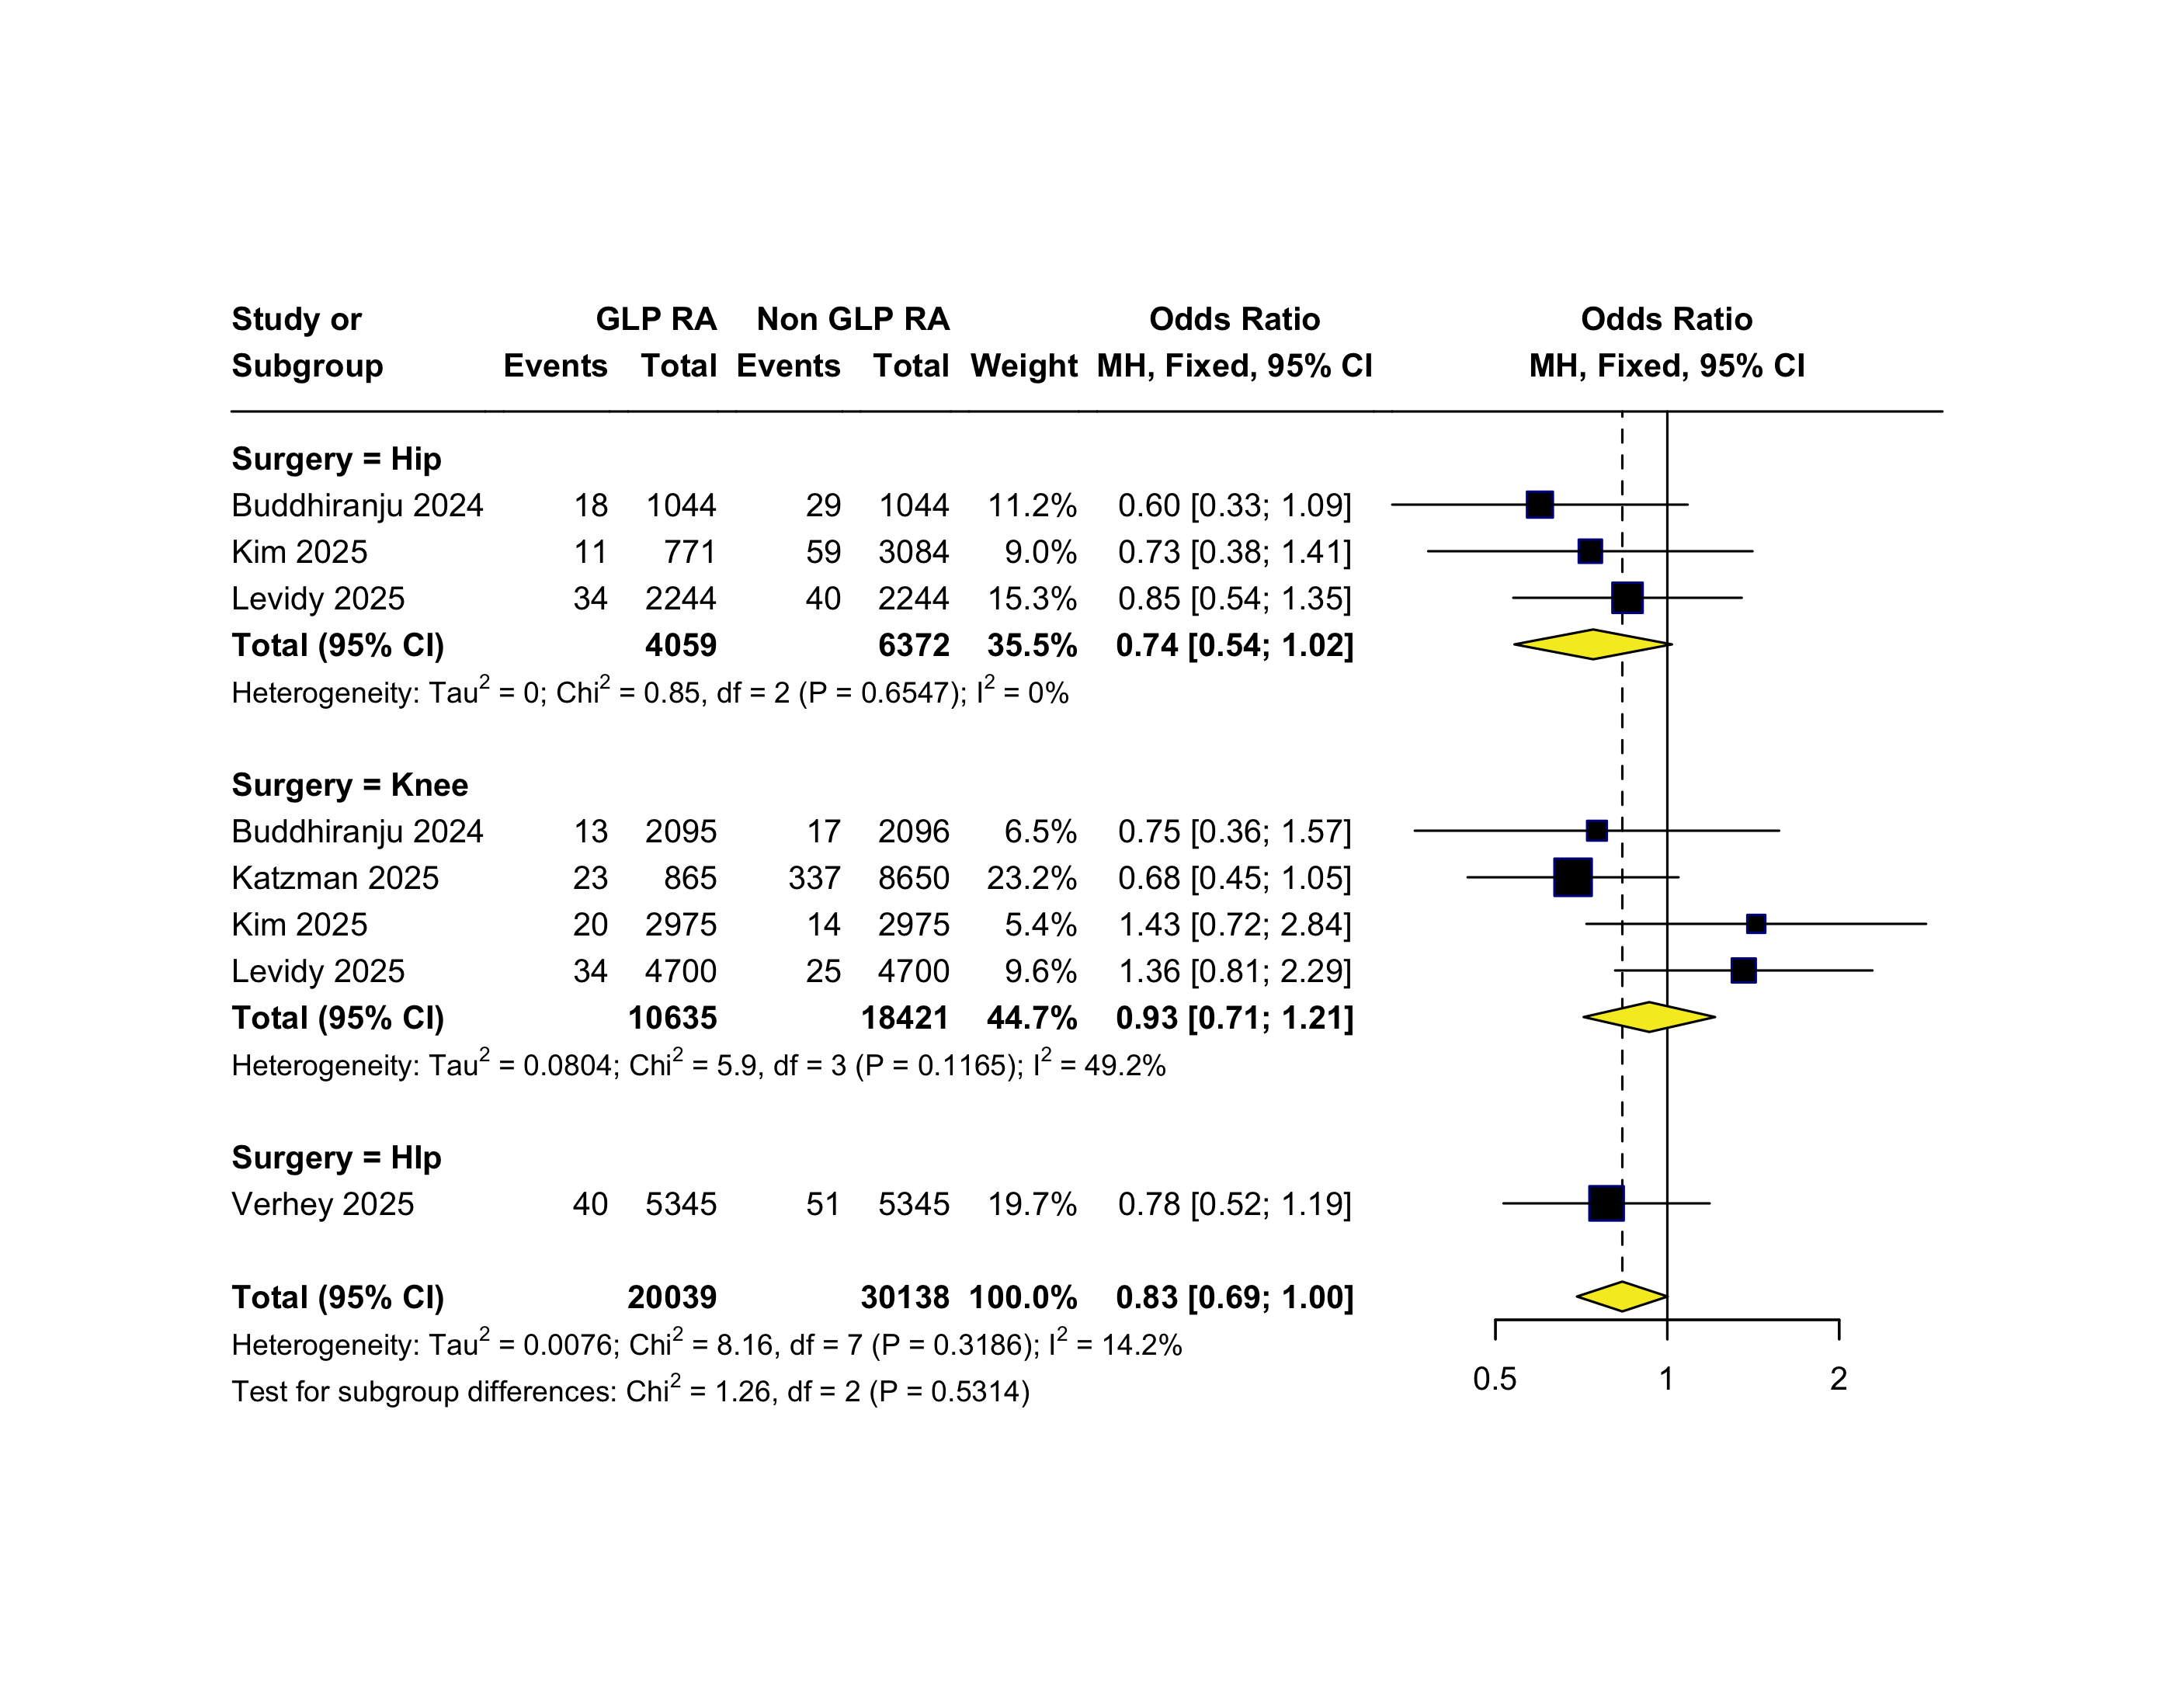 Study or GLP RA Non GLP RA Odds Ratio Odds Ratio
Subgroup Events Total Events Total Weight MH, Fixed, 95% CI MH, Fixed, 95% CI
Surgery = Hip
Buddhiranju 2024 18 1044 29 1044 11.2% 0.60 [0.33; 1.09]
Kim 2025 11 771 59 3084 9.0% 0.73 [0.38; 1.41]
Levidy 2025 34 2244 40 2244 15.3% 0.85 [0.54; 1.35]
Total (95% CI) 4059 6372 35.5% 0.74 [0.54; 1.02]
Heterogeneity: Tau² = 0; Chi² = 0.85, df = 2 (P = 0.6547); I² = 0%
Surgery = Knee
Buddhiranju 2024 13 2095 17 2096 6.5% 0.75 [0.36; 1.57]
Katzman 2025 23 865 337 8650 23.2% 0.68 [0.45; 1.05]
Kim 2025 20 2975 14 2975 5.4% 1.43 [0.72; 2.84]
Levidy 2025 34 4700 25 4700 9.6% 1.36 [0.81; 2.29]
Total (95% CI) 10635 18421 44.7% 0.93 [0.71; 1.21]
Heterogeneity: Tau² = 0.0804; Chi² = 5.9, df = 3 (P = 0.1165); I² = 49.2%
Surgery = HIp
Verhey 2025 40 5345 51 5345 19.7% 0.78 [0.52; 1.19]
Total (95% CI) 20039 30138 100.0% 0.83 [0.69; 1.00]
Heterogeneity: Tau² = 0.0076; Chi² = 8.16, df = 7 (P = 0.3186); I² = 14.2%
Test for subgroup differences: Chi² = 1.26, df = 2 (P = 0.5314)
0.5 1 2